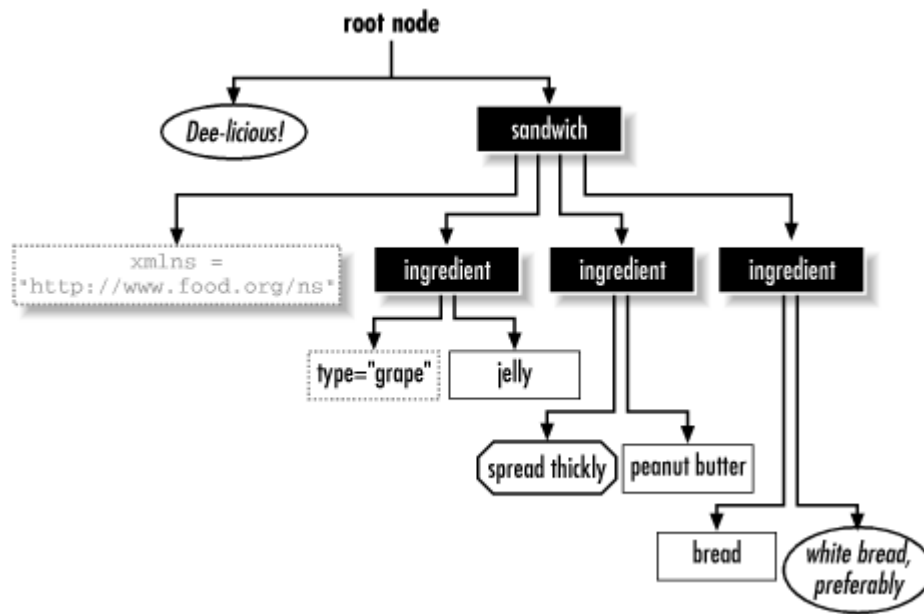 root node
Dee-licious!
sandwich
xmlns =
"http://www.food.org/ns"
ingredient
ingredient
ingredient
type="grape"
jelly
spread thickly
peanut butter
bread
white bread,
preferably